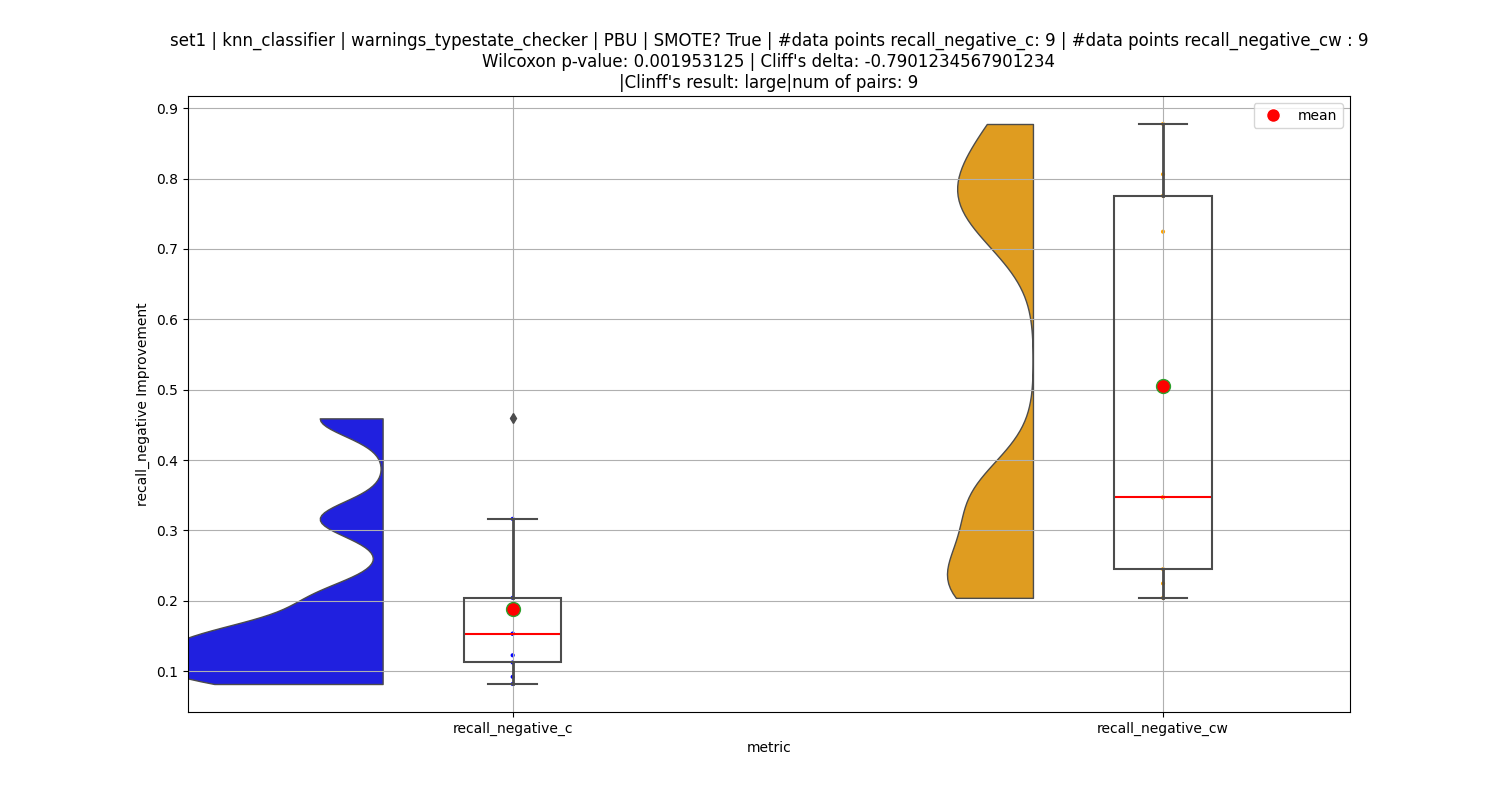 set1 | knn_classifier | warnings_typestate_checker | PBU | SMOTE? True | #data points recall_negative_c: 9 | #data points recall_negative_cw : 9
Wilcoxon p-value: 0.001953125 | Cliff's delta: -0.7901234567901234
|Clinff's result: large|num of pairs: 9
mean
0.9
0.8
0.7
0.6
0.5
0.4
0.3
0.2
0.1
recall_negative Improvement
recall_negative_c
recall_negative_cw
metric